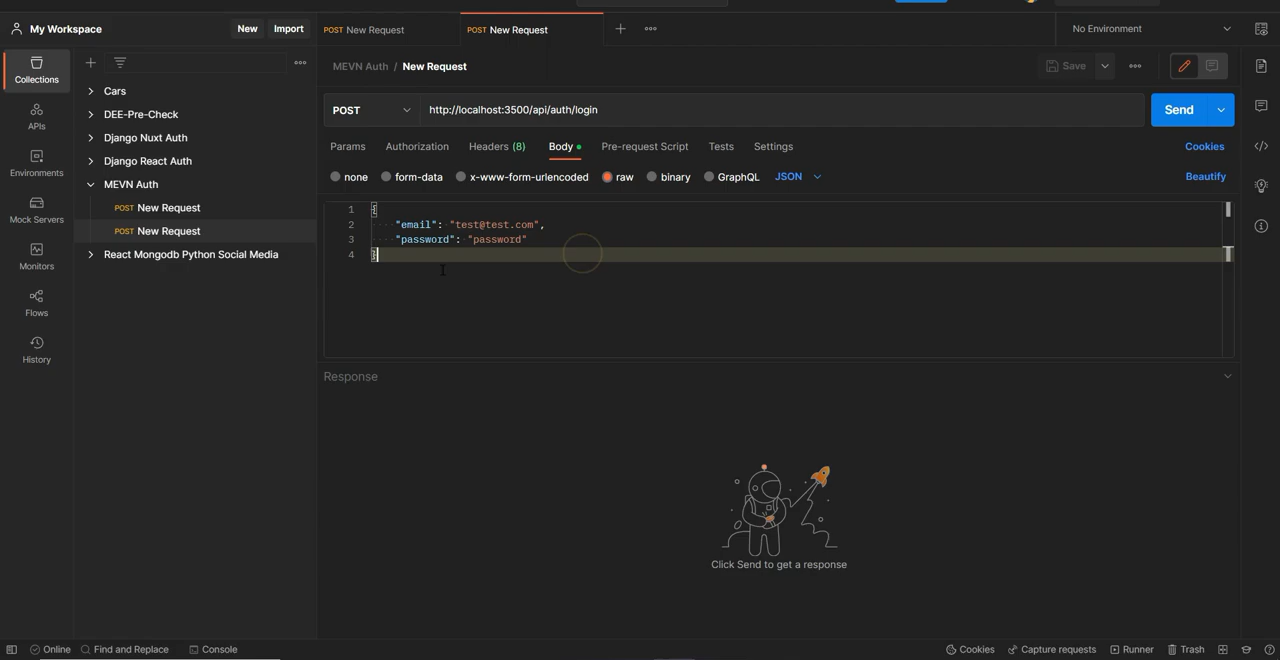 My Workspace
New
Import
POST New Request
POST New Request
No Environment
Collections
APIs
Environments
Mock Servers
Monitors
Flows
History
Cars
DEE-Pre-Check
Django Nuxt Auth
Django React Auth
MEVN Auth
POST New Request
POST New Request
React Mongodb Python Social Media
MEVN Auth / New Request
Save
POST
http://localhost:3500/api/auth/login
Send
Params
Authorization
Headers (8)
Body
Pre-request Script
Tests
Settings
Cookies
none
form-data
x-www-form-urlencoded
raw
binary
GraphQL
JSON
Beautify
1 {
2 "email": "test@test.com",
3 "password": "password"
4 }
Response
Click Send to get a response
Online
Find and Replace
Console
Cookies
Capture requests
Runner
Trash